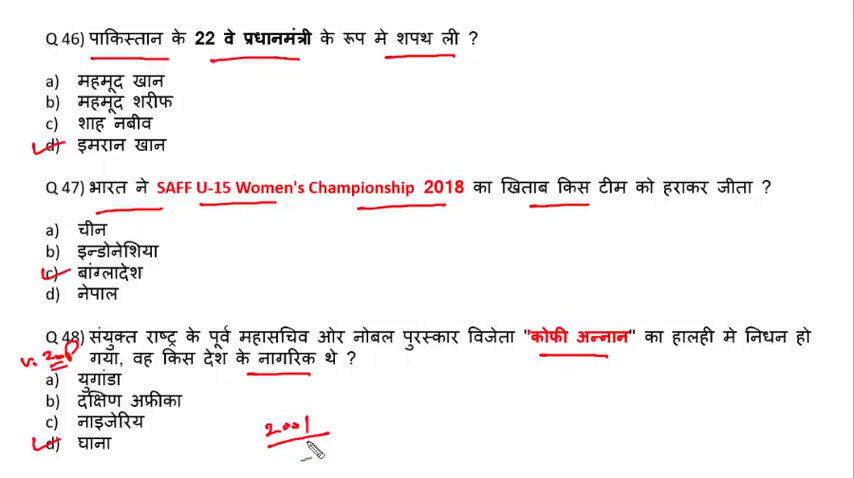 Q 46) पाकिस्तान के 22 वे प्रधानमंत्री के रूप मे शपथ ली ?
a) महमूद खान
b) महमूद शरीफ
c) शाह नबीव
d) इमरान खान
Q 47) भारत ने SAFF U-15 Women's Championship 2018 का खिताब किस टीम को हराकर जीता ?
a) चीन
b) इन्डोनेशिया
c) बांग्लादेश
d) नेपाल
Q 48) संयुक्त राष्ट्र के पूर्व महासचिव ओर नोबल पुरस्कार विजेता "कोफी अन्नान" का हालही मे निधन हो
गया, वह किस देश के नागरिक थे ?
a) युगांडा
b) दक्षिण अफ्रीका
c) नाइजेरिय
2001
d) घाना